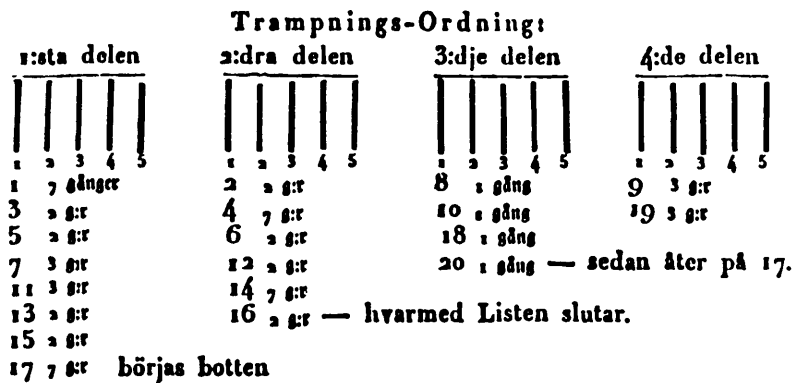 Trampnings-Ordning:
1:sta delen 2:dra delen 3:dje delen 4:de delen
1 2 3 4 5 1 2 3 4 5 1 2 3 4 5 1 2 3 4 5
1 7 gånger 2 2 g:r 8 1 gång 9 3 g:r
3 2 g:r 4 7 g:r 10 1 gång 19 3 g:r
5 2 g:r 6 2 g:r 18 1 gång
7 3 g:r 12 2 g:r 20 1 gång — sedan åter på 17.
11 3 g:r 14 7 g:r
13 2 g:r 16 2 g:r — hvarmed Listen slutar.
15 2 g:r
17 7 g:r börjas botten